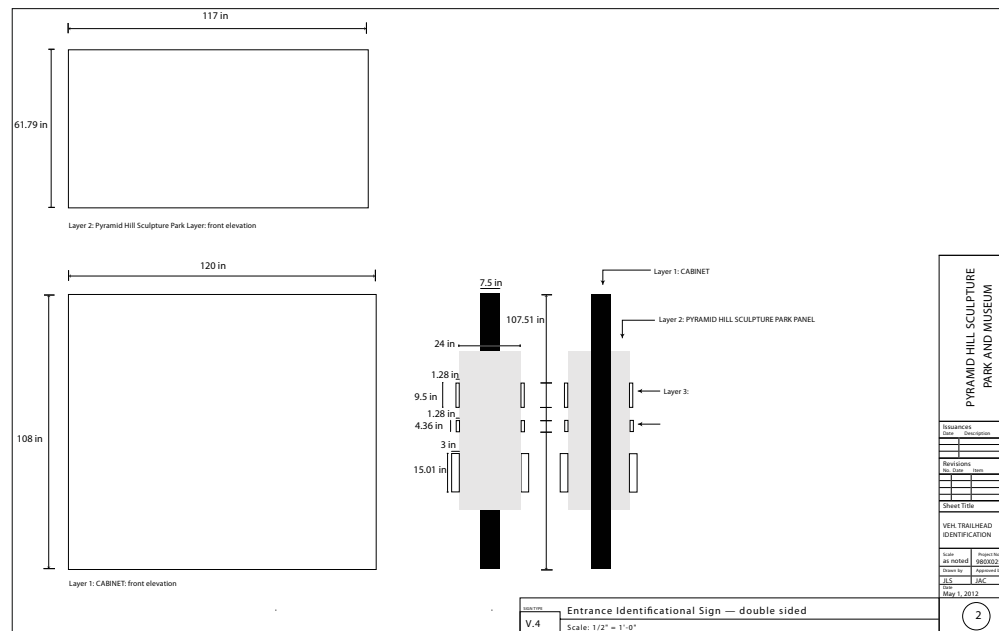 117 in
61.79 in
Layer 2: Pyramid Hill Sculpture Park Layer: front elevation
120 in
108 in
Layer 1: CABINET: front elevation
7.5 in
107.51 in
24 in
1.28 in
9.5 in
1.28 in
4.36 in
3 in
15.01 in
Layer 1: CABINET
Layer 2: PYRAMID HILL SCULPTURE PARK PANEL
Layer 3:
PYRAMID HILL SCULPTURE
PARK AND MUSEUM
Issuances
Date Description
Revisions
No. Date Item
Sheet Title
VEH. TRAILHEAD
IDENTIFICATION
Scale Project No
as noted 980X02
Drawn by Approved
JLS JAC
Date
May 1, 2012
2
SIGN TYPE
V.4
Entrance Identificational Sign — double sided
Scale: 1/2" = 1'-0"